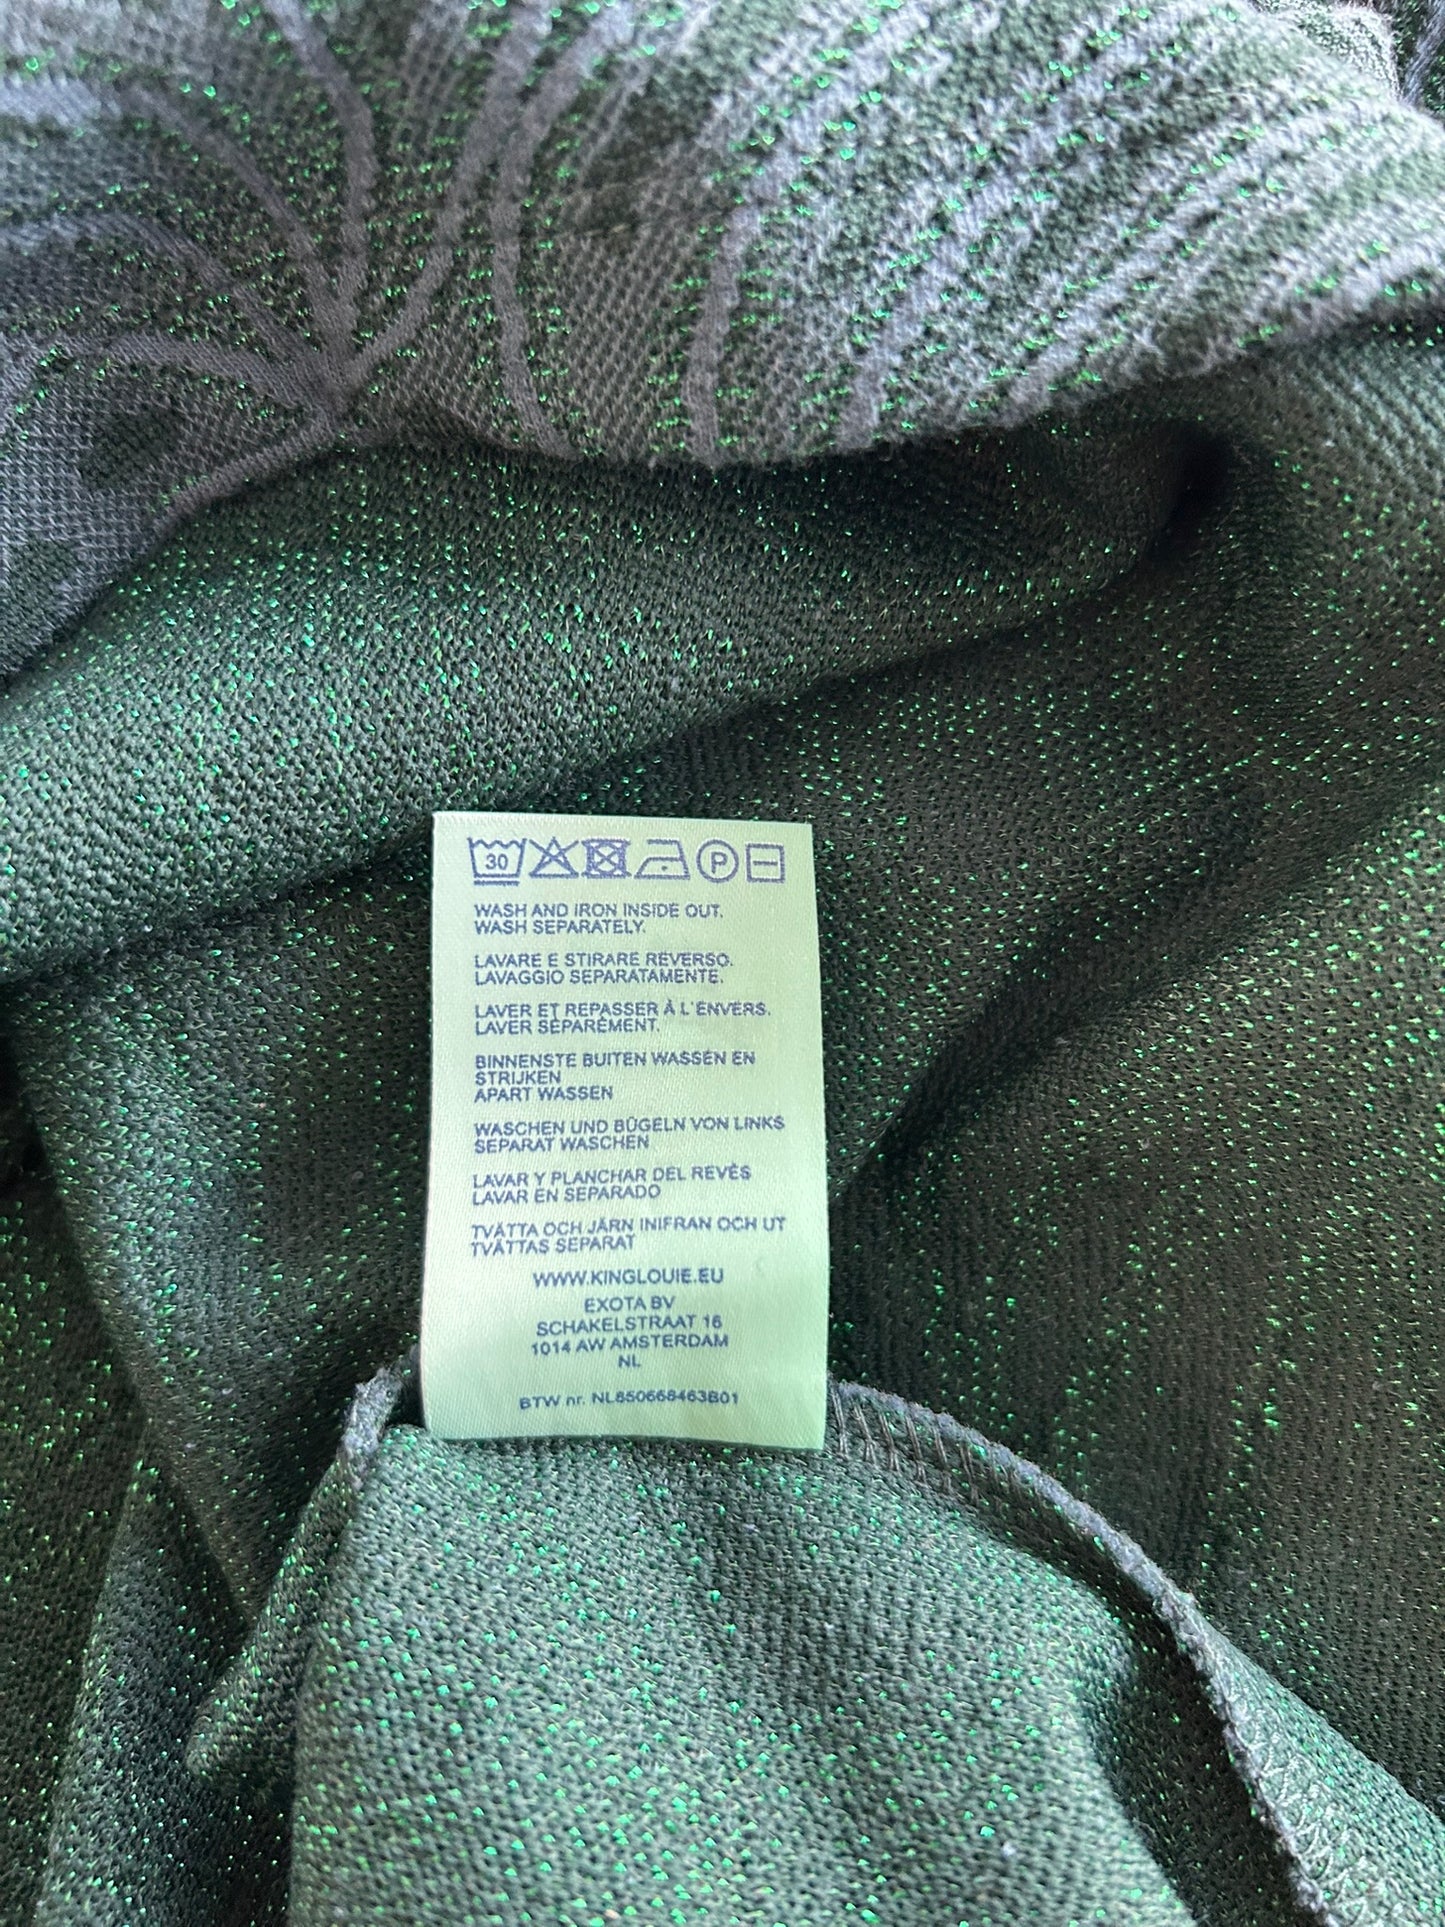 30 P
WASH AND IRON INSIDE OUT.
WASH SEPARATELY.
LAVARE E STIRARE REVERSO.
LAVAGGIO SEPARATAMENTE.
LAVER ET REPASSER À L'ENVERS.
LAVER SÉPARÉMENT.
BINNENSTE BUITEN WASSEN EN
STRIJKEN
APART WASSEN
WASCHEN UND BÜGELN VON LINKS
SEPARAT WASCHEN
LAVAR Y PLANCHAR DEL REVÉS
LAVAR EN SEPARADO
TVÄTTA OCH JÄRN INIFRAN OCH UT
TVÄTTAS SEPARAT
WWW.KINGLOUIE.EU
EXOTA BV
SCHAKELSTRAAT 16
1014 AW AMSTERDAM
NL
BTW nr. NL850668463B01